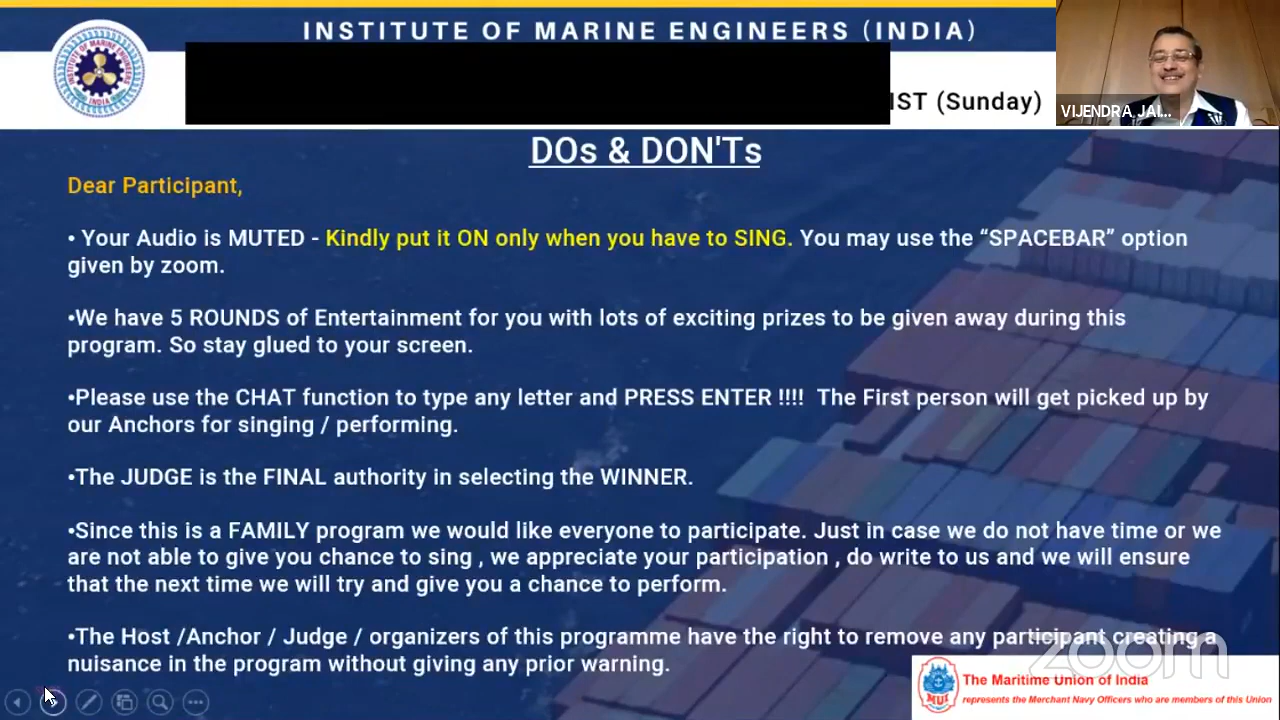 INSTITUTE OF MARINE ENGINEERS (INDIA)
INSTITUTE OF MARINE ENGINEERS
INDIA
IST (Sunday)
VIJENDRA JAI...
DOs & DON'Ts
Dear Participant,
• Your Audio is MUTED - Kindly put it ON only when you have to SING. You may use the “SPACEBAR” option
given by zoom.
•We have 5 ROUNDS of Entertainment for you with lots of exciting prizes to be given away during this
program. So stay glued to your screen.
•Please use the CHAT function to type any letter and PRESS ENTER !!!! The First person will get picked up by
our Anchors for singing / performing.
•The JUDGE is the FINAL authority in selecting the WINNER.
•Since this is a FAMILY program we would like everyone to participate. Just in case we do not have time or we
are not able to give you chance to sing , we appreciate your participation , do write to us and we will ensure
that the next time we will try and give you a chance to perform.
•The Host /Anchor / Judge / organizers of this programme have the right to remove any participant creating a
nuisance in the program without giving any prior warning.
zoom
MUI
The Maritime Union of India
represents the Merchant Navy Officers who are members of this Union